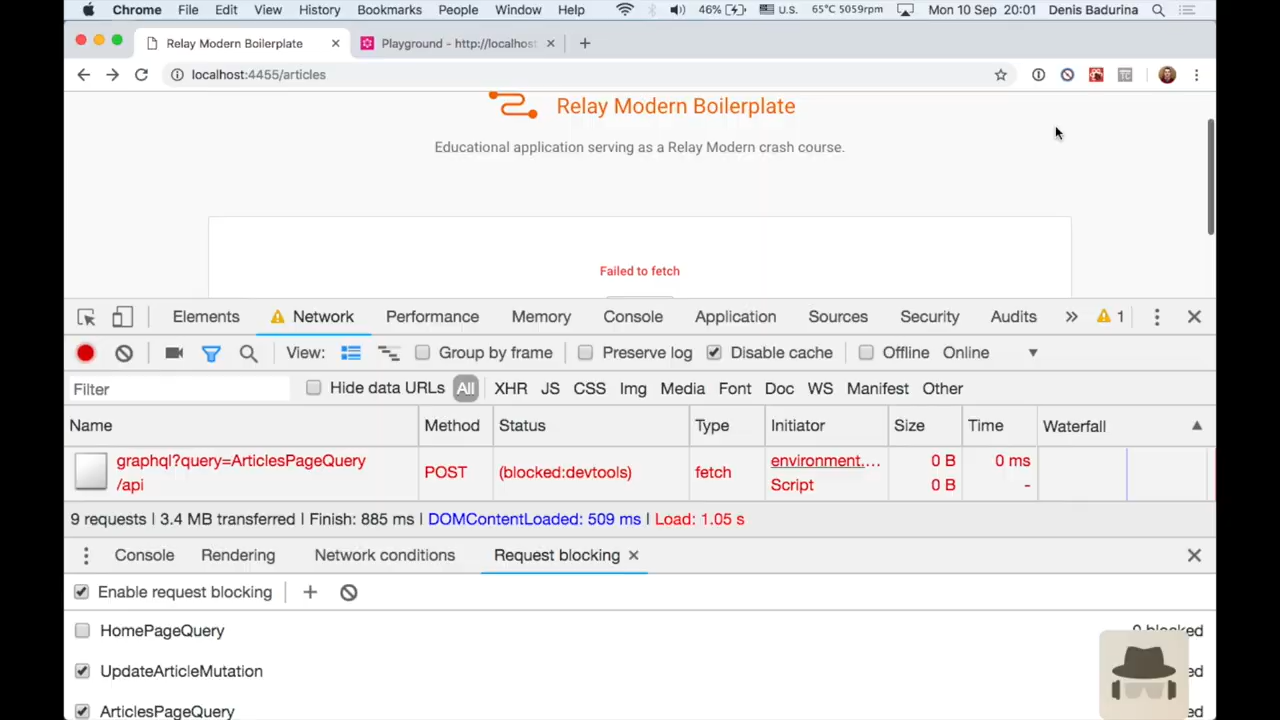 Chrome File Edit View History Bookmarks People Window Help 46% U.S. 65°C 5059rpm Mon 10 Sep 20:01 Denis Badurina
Relay Modern Boilerplate Playground - http://localhost
localhost:4455/articles
Relay Modern Boilerplate
Educational application serving as a Relay Modern crash course.
Failed to fetch
Elements Network Performance Memory Console Application Sources Security Audits 1
View: Group by frame Preserve log Disable cache Offline Online
Filter Hide data URLs All XHR JS CSS Img Media Font Doc WS Manifest Other
Name Method Status Type Initiator Size Time Waterfall
graphql?query=ArticlesPageQuery environment.... 0 B 0 ms
POST (blocked:devtools) fetch
/api Script 0 B -
9 requests | 3.4 MB transferred | Finish: 885 ms | DOMContentLoaded: 509 ms | Load: 1.05 s
Console Rendering Network conditions Request blocking
Enable request blocking
HomePageQuery 0 blocked
UpdateArticleMutation ed
ArticlesPageQuery ed